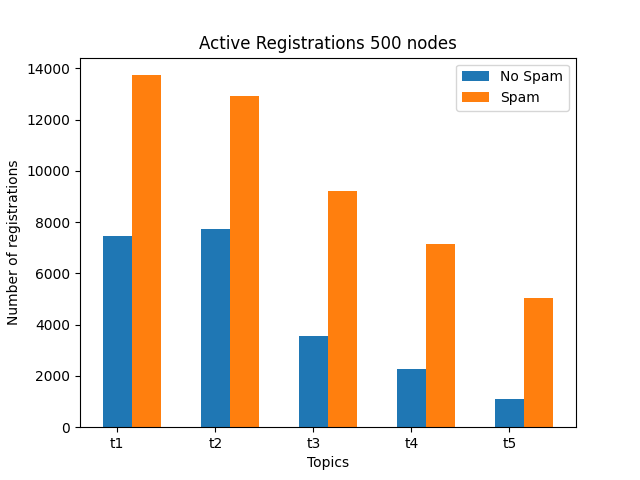 Active Registrations 500 nodes
No Spam
Spam
Number of registrations
14000
12000
10000
8000
6000
4000
2000
0
t1 t2 t3 t4 t5
Topics